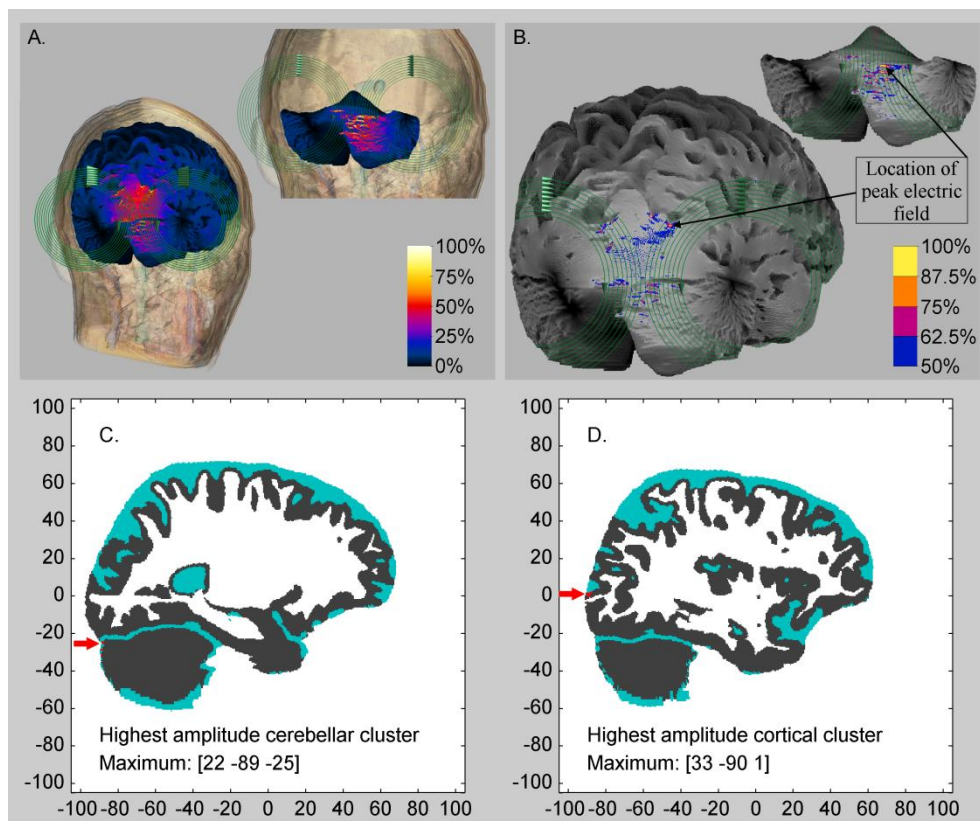 A.
100%
75%
50%
25%
0%
B.
Location of
peak electric
field
100%
87.5%
75%
62.5%
50%
C.
100
80
60
40
20
0
-20
-40
-60
-80
-100
Highest amplitude cerebellar cluster
Maximum: [22 -89 -25]
-100 -80 -60 -40 -20 0 20 40 60 80 100
D.
100
80
60
40
20
0
-20
-40
-60
-80
-100
Highest amplitude cortical cluster
Maximum: [33 -90 1]
-100 -80 -60 -40 -20 0 20 40 60 80 100